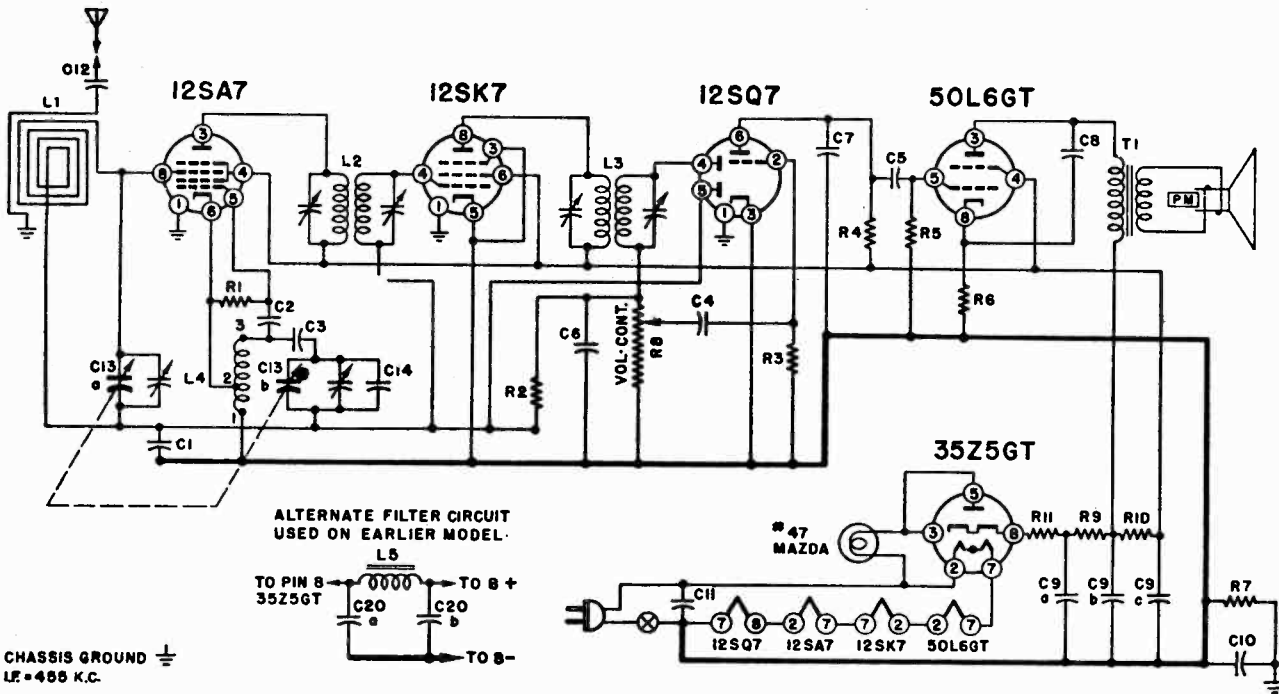 12SA7
12SK7
12SQ7
50L6GT
C12
L1
3
8
4
1
6
5
L2
8
3
4
6
1
5
L3
6
4
2
5
1
3
C7
C5
3
5
4
8
C8
T1
PM
R4
R5
R6
R1
C2
3
C3
C13
a
L4
2
1
C13
b
C14
R2
C6
VOL. CONT.
R8
C4
R3
C1
35Z5GT
5
3
8
2
7
#47
MAZDA
R11
R9
R10
C9
a
C9
b
C9
c
R7
C10
C11
7
8
2
7
7
2
2
7
12SQ7
12SA7
12SK7
50L6GT
ALTERNATE FILTER CIRCUIT
USED ON EARLIER MODEL.
L5
TO PIN 8
35Z5GT
TO B+
C20
a
C20
b
TO B-
CHASSIS GROUND
I.F. = 455 K.C.